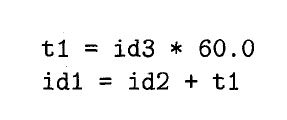 t1 = id3 * 60.0
id1 = id2 + t1